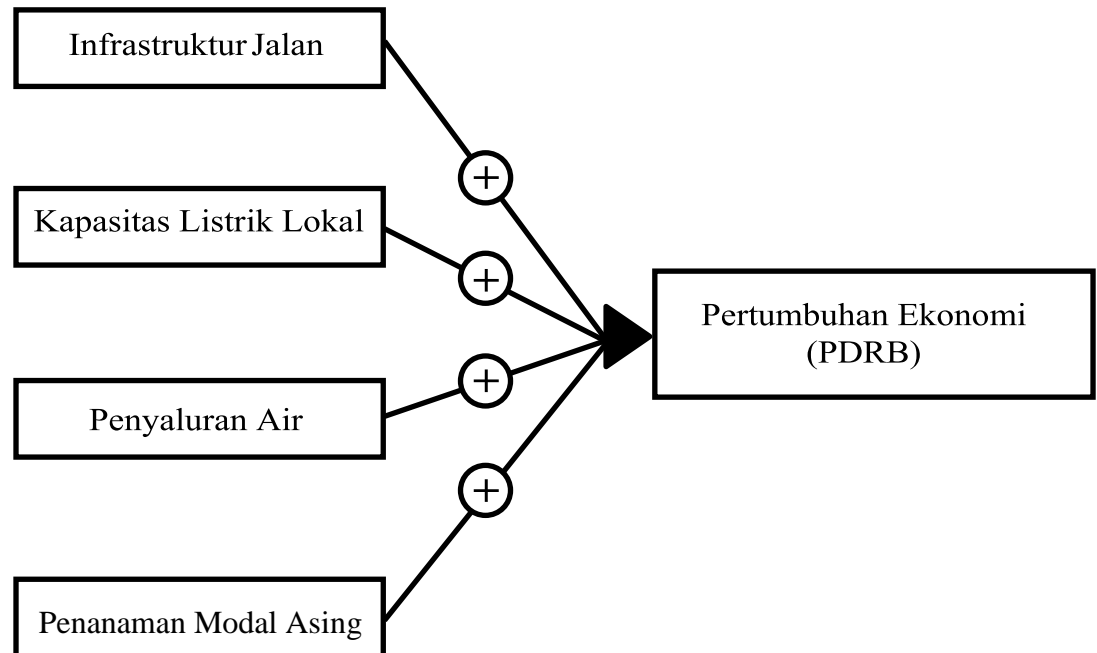 Infrastruktur Jalan
+
Kapasitas Listrik Lokal
+
Pertumbuhan Ekonomi
(PDRB)
+
Penyaluran Air
+
Penanaman Modal Asing